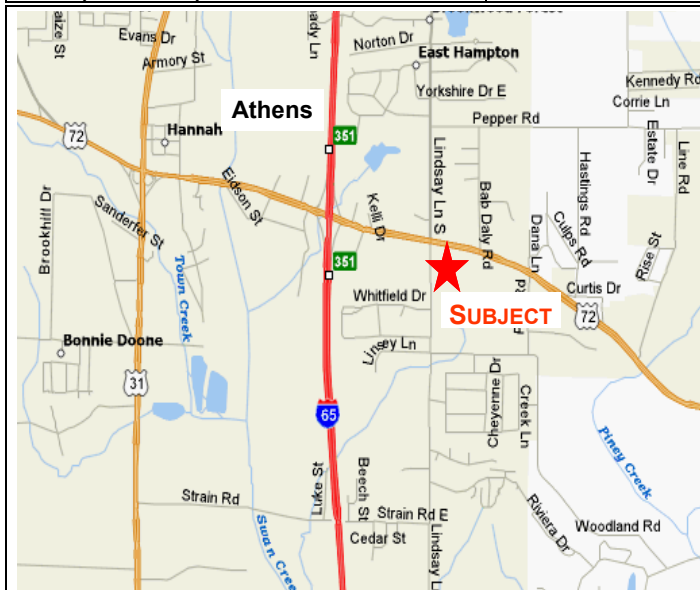 Evans Dr
Armory St
Norton Dr
East Hampton
Yorkshire Dr E
Kennedy Rd
Corrie Ln
Athens
Pepper Rd
72
Hannah
351
Estate Dr
Line Rd
Eidson St
Lindsay Ln S
Hastings Rd
Bab Daly Rd
Brookhill Dr
Sanderfer St
Kelli Dr
Dana Ln
Culps Rd
Rise St
Town Creek
351
Whitfield Dr
SUBJECT
Curtis Dr
72
Bonnie Doone
Linsey Ln
31
65
Cheyenne Dr
Creek Ln
Piney Creek
Luke St
Beech St
Strain Rd
Strain Rd E
Cedar St
Riviera Dr
Woodland Rd
Swan
Lindsay